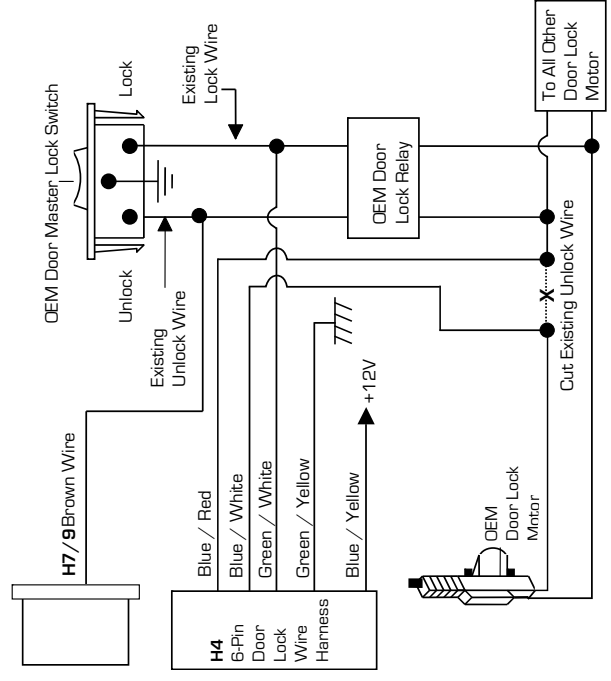 OEM Door Master Lock Switch
Unlock
Lock
Existing
Lock Wire
Existing
Unlock Wire
H7/9 Brown Wire
OEM Door
Lock Relay
To All Other
Door Lock
Motor
H4
6-Pin
Door
Lock
Wire
Harness
Blue / Red
Blue / White
Green / White
Green / Yellow
Blue / Yellow
+12V
X
Cut Existing Unlock Wire
OEM
Door Lock
Motor